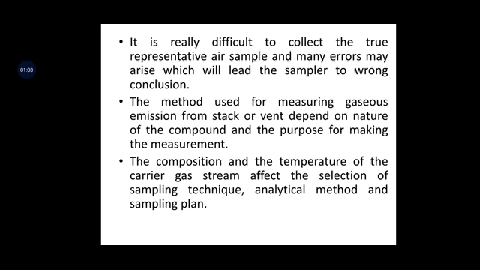 01:03
• It is really difficult to collect the true
representative air sample and many errors may
arise which will lead the sampler to wrong
conclusion.
• The method used for measuring gaseous
emission from stack or vent depend on nature
of the compound and the purpose for making
the measurement.
• The composition and the temperature of the
carrier gas stream affect the selection of
sampling technique, analytical method and
sampling plan.